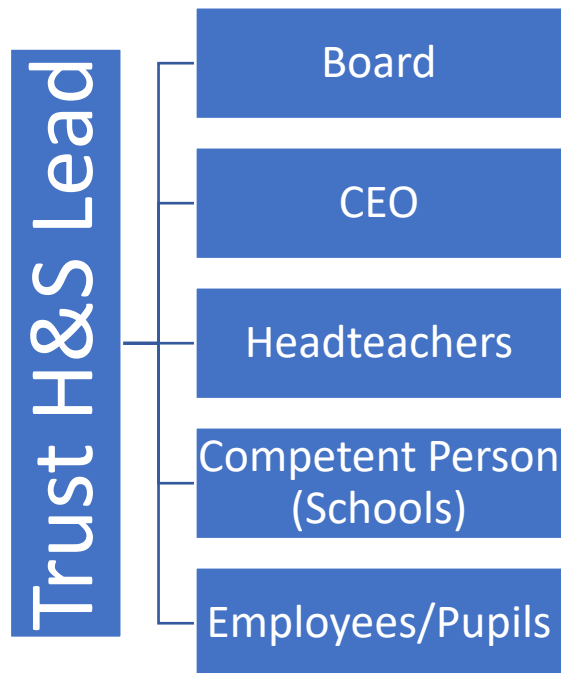 Trust H&S Lead
Board
CEO
Headteachers
Competent Person
(Schools)
Employees/Pupils